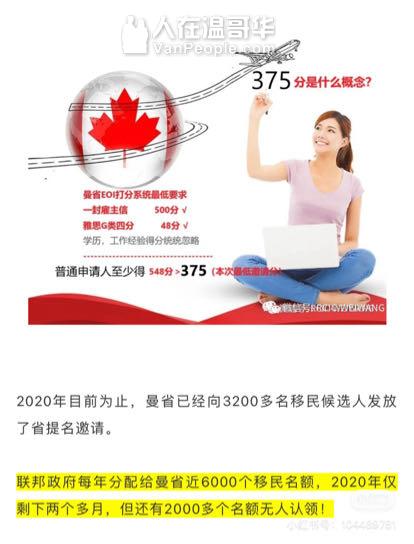 人在温哥华
VanPeople.com
375分是什么概念?
曼省EOI打分系统最低要求
一封雇主信 500分 √
雅思G类四分 48分 √
学历，工作经验得分统统忽略
普通申请人至少得 548分 > 375 (本次最低邀请分)
2020年目前为止，曼省已经向3200多名移民候选人发放
了省提名邀请。
联邦政府每年分配给曼省近6000个移民名额，2020年仅
剩下两个多月，但还有2000多个名额无人认领！
小红书号：104489781